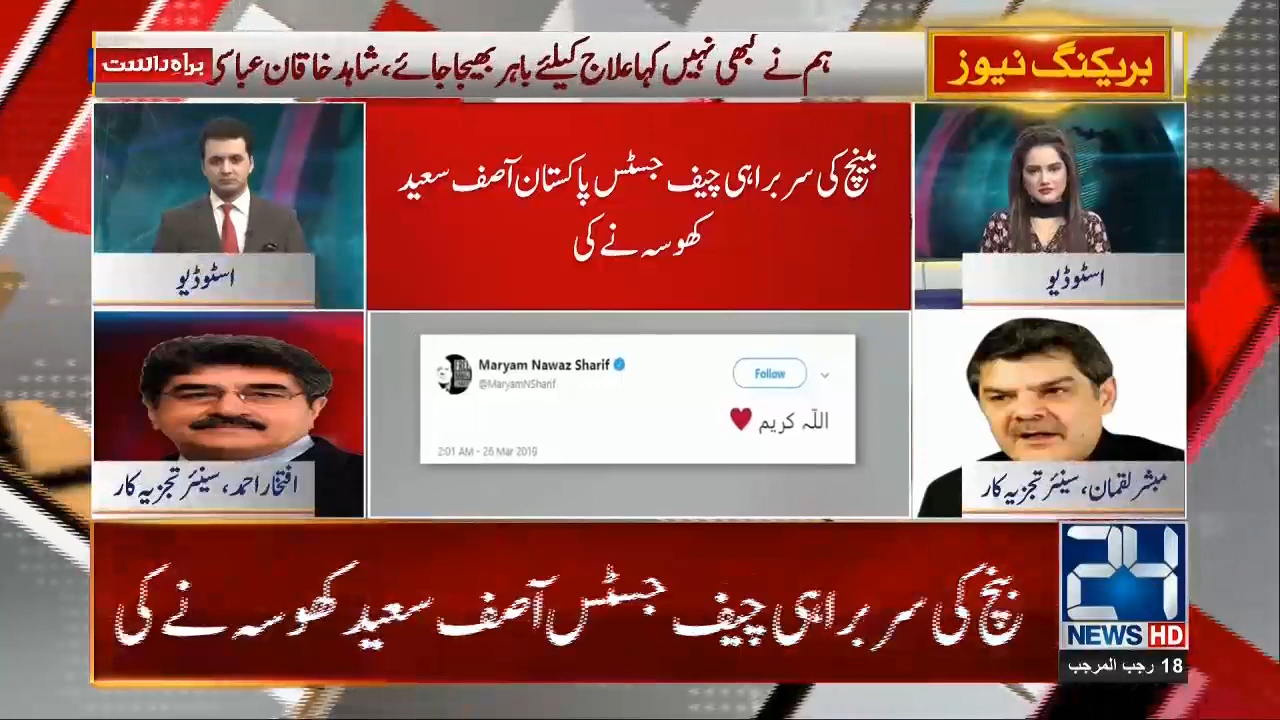 بریکنگ نیوز
ہم نے کبھی نہیں کہا علاج کیلئے باہر بھیجا جائے، شاہد خاقان عباسی
براہ راست
بینچ کی سربراہی چیف جسٹس پاکستان آصف سعید
کھوسہ نے کی
اسٹوڈیو
اسٹوڈیو
Maryam Nawaz Sharif
@MaryamNSharif
Follow
اللّٰہ کریم ♥
2:01 AM - 26 Mar 2019
مبشر لقمان، سینئر تجزیہ کار
افتخار احمد، سینئر تجزیہ کار
بنچ کی سربراہی چیف جسٹس آصف سعید کھوسہ نے کی
24
NEWS HD
18 رجب المرجب